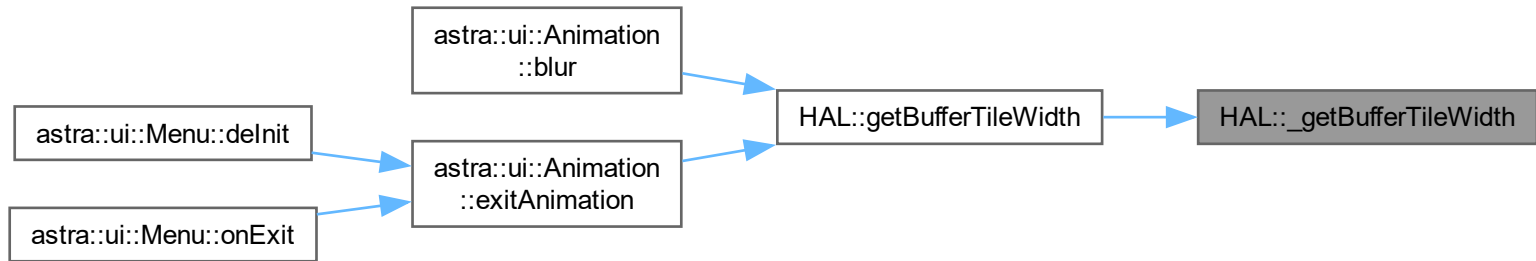 astra::ui::Animation
::blur
astra::ui::Menu::deInit
HAL::getBufferTileWidth
HAL::_getBufferTileWidth
astra::ui::Animation
::exitAnimation
astra::ui::Menu::onExit